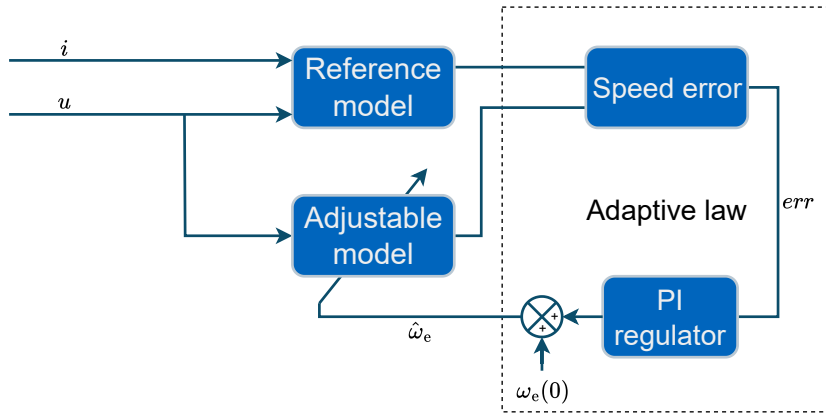 i
Reference
model
Speed error
u
Adjustable
model
Adaptive law
err
PI
regulator
+
+
ω̂ₑ
ωₑ(0)